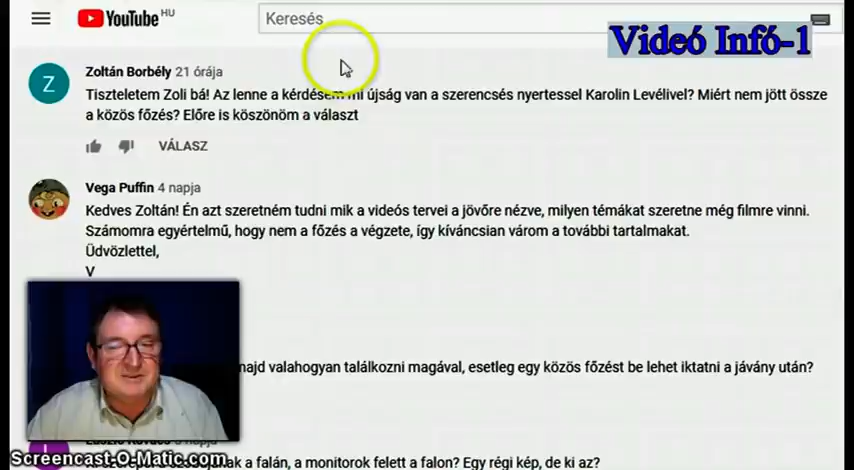 YouTube HU
Keresés
Videó Infó-1
Z
Zoltán Borbély 21 órája
Tiszteletem Zoli bá! Az lenne a kérdésem mi újság van a szerencsés nyertessel Karolin Levélivel? Miért nem jött össze
a közös főzés? Előre is köszönöm a választ
VÁLASZ
Vega Puffin 4 napja
Kedves Zoltán! Én azt szeretném tudni mik a videós tervei a jövőre nézve, milyen témákat szeretne még filmre vinni.
Számomra egyértelmű, hogy nem a főzés a végzete, így kíváncsian várom a további tartalmakat.
Üdvözlettel,
V
majd valahogyan találkozni magával, esetleg egy közös főzést be lehet iktatni a jávány után?
Screencast-O-Matic.com
a falán, a monitorok felett a falon? Egy régi kép, de ki az?